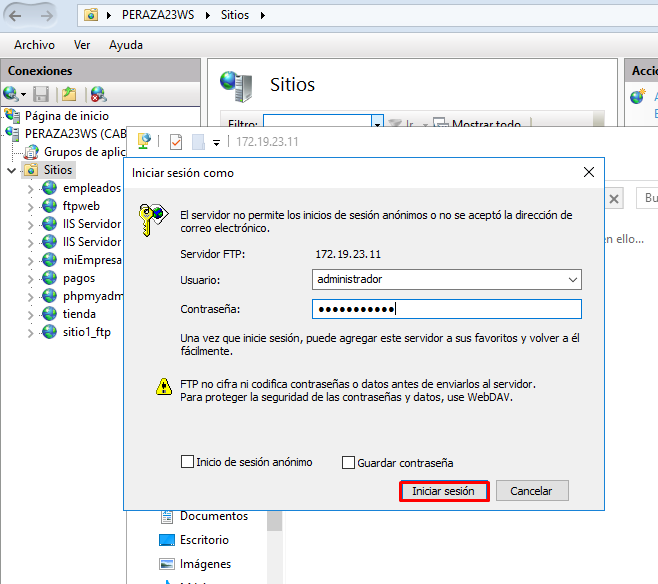 PERAZA23WS
Sitios
Archivo
Ver
Ayuda
Conexiones
Página de inicio
PERAZA23WS (CAB
Grupos de aplic
Sitios
empleados
ftpweb
IIS Servidor
IIS Servidor
miEmpresa
pagos
phpmyadm
tienda
sitio1_ftp
Sitios
Filtro:
Ir
Mostrar todo
Accio
172.19.23.11
Bu
en ello...
Iniciar sesión como
El servidor no permite los inicios de sesión anónimos o no se aceptó la dirección de
correo electrónico.
Servidor FTP: 172.19.23.11
Usuario: administrador
Contraseña: ●●●●●●●●●●●
Una vez que inicie sesión, puede agregar este servidor a sus favoritos y volver a él
fácilmente.
FTP no cifra ni codifica contraseñas o datos antes de enviarlos al servidor.
Para proteger la seguridad de las contraseñas y datos, use WebDAV.
Inicio de sesión anónimo
Guardar contraseña
Iniciar sesión
Cancelar
Documentos
Escritorio
Imágenes